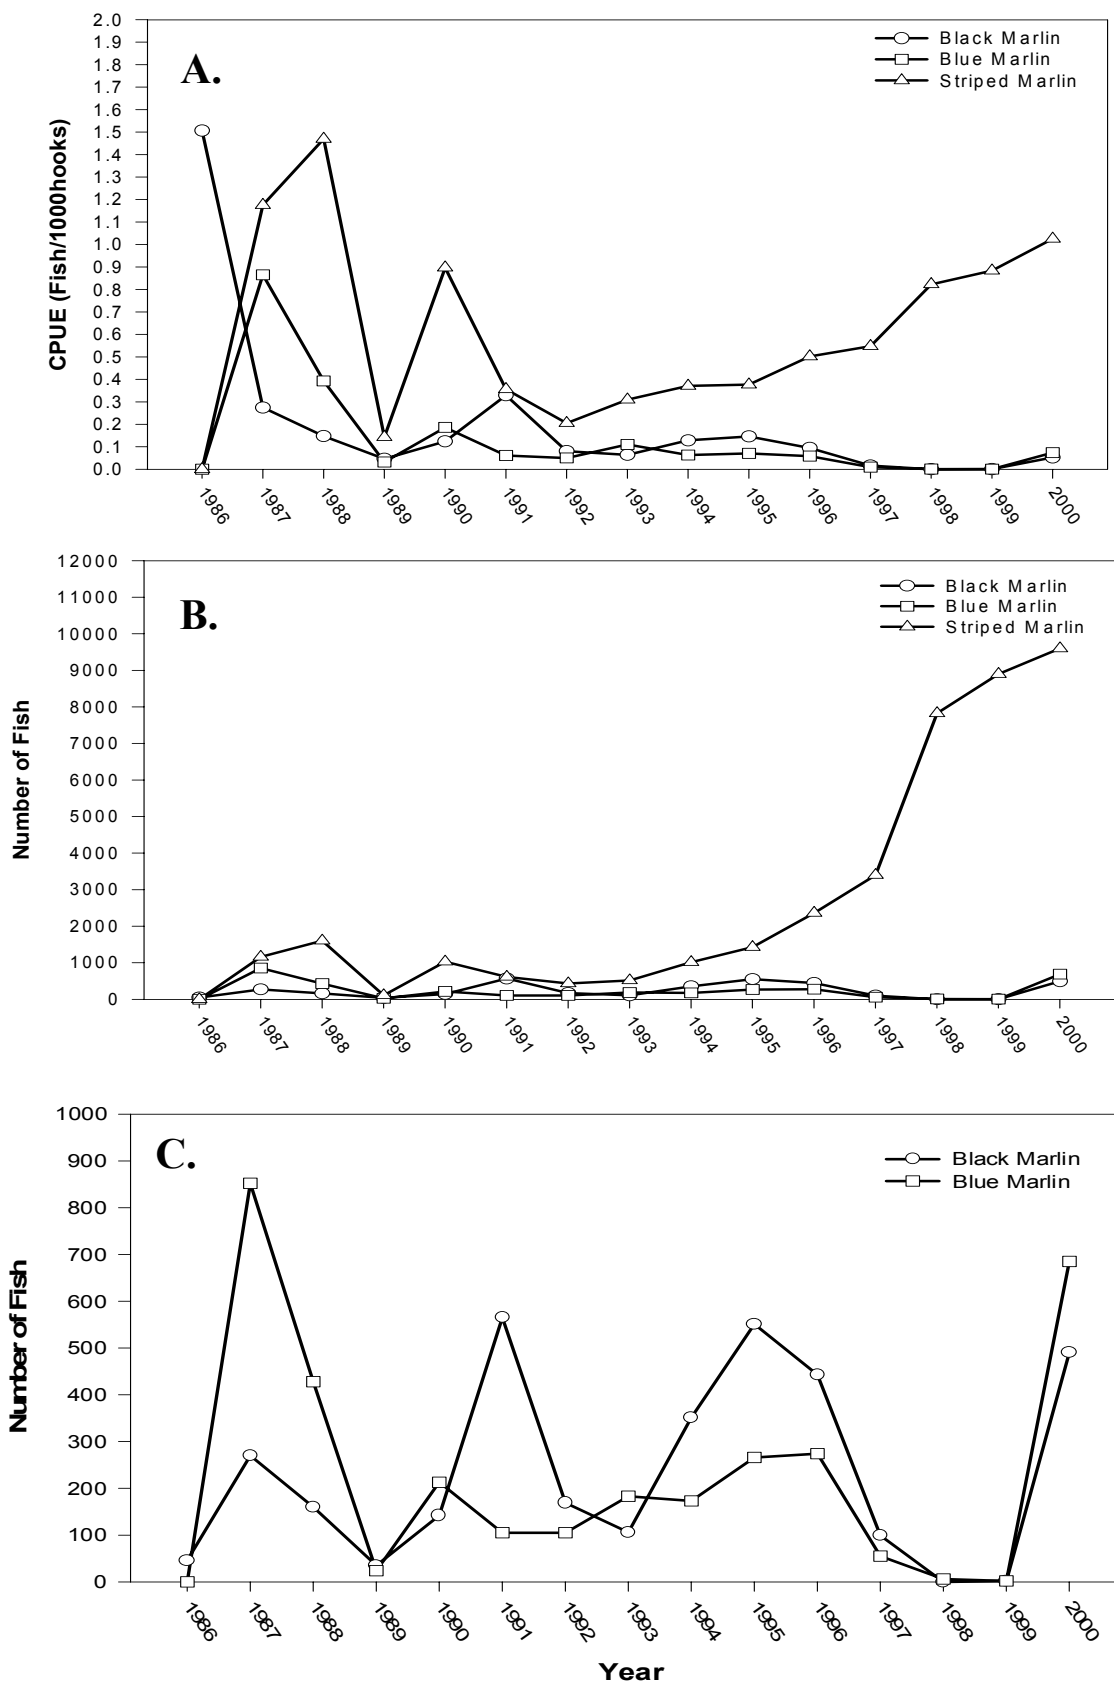 A.
Black Marlin
Blue Marlin
Striped Marlin
CPUE (Fish/1000hooks)
2.0
1.9
1.8
1.7
1.6
1.5
1.4
1.3
1.2
1.1
1.0
0.9
0.8
0.7
0.6
0.5
0.4
0.3
0.2
0.1
0.0
1986 1987 1988 1989 1990 1991 1992 1993 1994 1995 1996 1997 1998 1999 2000
B.
Black Marlin
Blue Marlin
Striped Marlin
Number of Fish
12000
11000
10000
9000
8000
7000
6000
5000
4000
3000
2000
1000
0
1986 1987 1988 1989 1990 1991 1992 1993 1994 1995 1996 1997 1998 1999 2000
C.
Black Marlin
Blue Marlin
Number of Fish
1000
900
800
700
600
500
400
300
200
100
0
1986 1987 1988 1989 1990 1991 1992 1993 1994 1995 1996 1997 1998 1999 2000
Year